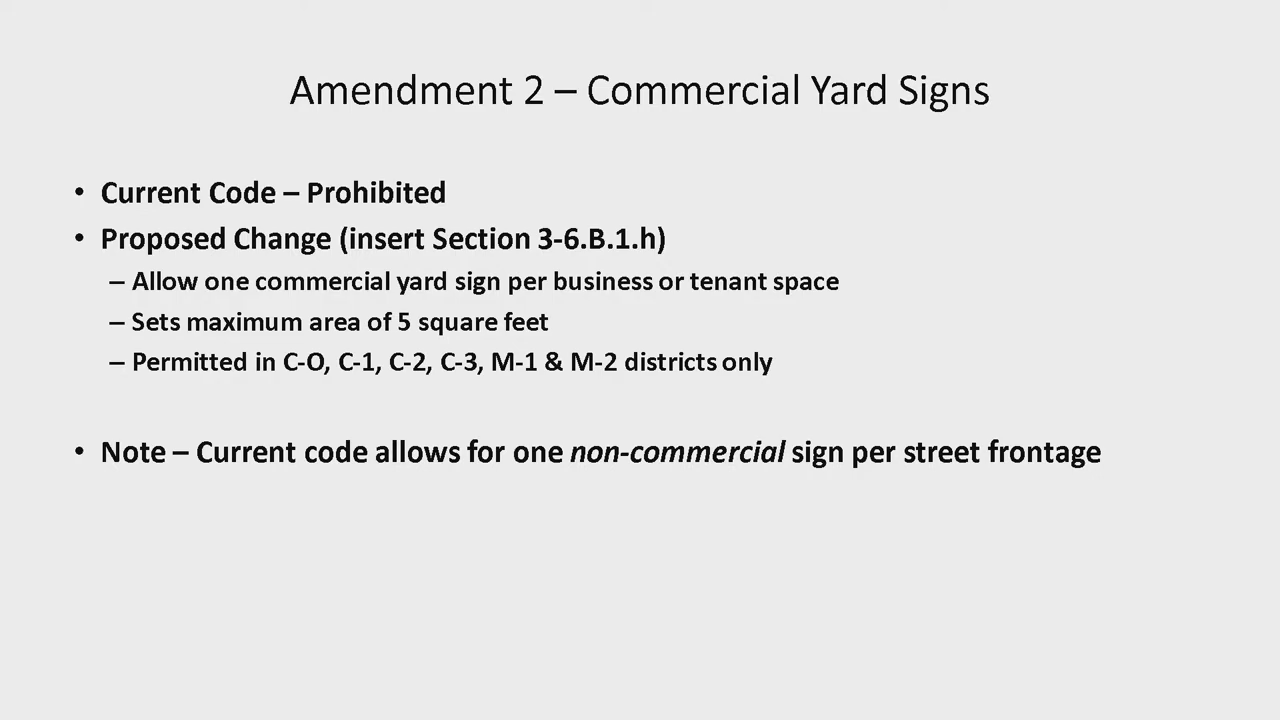 Amendment 2 – Commercial Yard Signs
• Current Code – Prohibited
• Proposed Change (insert Section 3-6.B.1.h)
– Allow one commercial yard sign per business or tenant space
– Sets maximum area of 5 square feet
– Permitted in C-O, C-1, C-2, C-3, M-1 & M-2 districts only
• Note – Current code allows for one non-commercial sign per street frontage